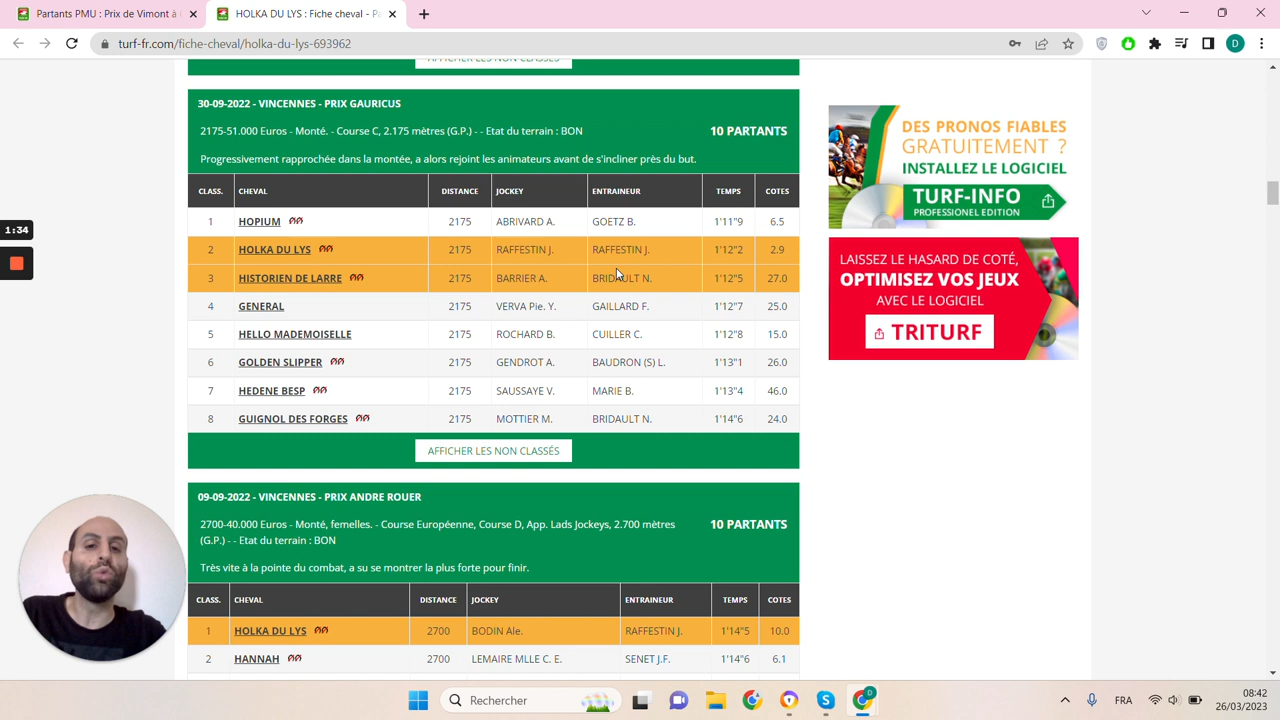 Partants PMU : Prix de Vimont à
HOLKA DU LYS : Fiche cheval - Pa
turf-fr.com/fiche-cheval/holka-du-lys-693962
D
AFFICHER LES NON CLASSÉS
30-09-2022 - VINCENNES - PRIX GAURICUS
2175-51.000 Euros - Monté. - Course C, 2.175 mètres (G.P.) - - Etat du terrain : BON
10 PARTANTS
Progressivement rapprochée dans la montée, a alors rejoint les animateurs avant de s'incliner près du but.
CLASS. CHEVAL DISTANCE JOCKEY ENTRAINEUR TEMPS COTES
1 HOPIUM 2175 ABRIVARD A. GOETZ B. 1'11"9 6.5
2 HOLKA DU LYS 2175 RAFFESTIN J. RAFFESTIN J. 1'12"2 2.9
3 HISTORIEN DE LARRE 2175 BARRIER A. BRIDAULT N. 1'12"5 27.0
4 GENERAL 2175 VERVA Pie. Y. GAILLARD F. 1'12"7 25.0
5 HELLO MADEMOISELLE 2175 ROCHARD B. CUILLER C. 1'12"8 15.0
6 GOLDEN SLIPPER 2175 GENDROT A. BAUDRON (S) L. 1'13"1 26.0
7 HEDENE BESP 2175 SAUSSAYE V. MARIE B. 1'13"4 46.0
8 GUIGNOL DES FORGES 2175 MOTTIER M. BRIDAULT N. 1'14"6 24.0
AFFICHER LES NON CLASSÉS
09-09-2022 - VINCENNES - PRIX ANDRE ROUER
2700-40.000 Euros - Monté, femelles. - Course Européenne, Course D, App. Lads Jockeys, 2.700 mètres
(G.P.) - - Etat du terrain : BON
10 PARTANTS
Très vite à la pointe du combat, a su se montrer la plus forte pour finir.
CLASS. CHEVAL DISTANCE JOCKEY ENTRAINEUR TEMPS COTES
1 HOLKA DU LYS 2700 BODIN Ale. RAFFESTIN J. 1'14"5 10.0
2 HANNAH 2700 LEMAIRE MLLE C. E. SENET J.F. 1'14"6 6.1
DES PRONOS FIABLES
GRATUITEMENT ?
INSTALLEZ LE LOGICIEL
TURF-INFO
PROFESSIONEL EDITION
LAISSEZ LE HASARD DE COTÉ,
OPTIMISEZ VOS JEUX
AVEC LE LOGICIEL
TRITURF
1:34
Rechercher
D
FRA
08:42
26/03/2023